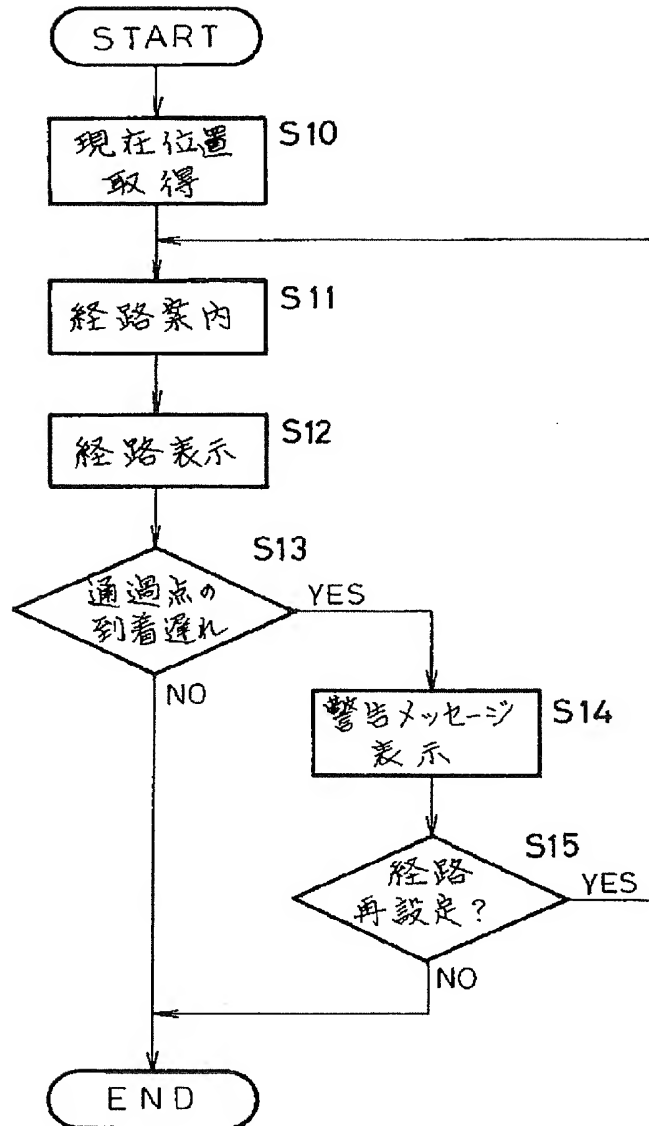 START
現在位置
取得
S10
経路案内
S11
経路表示
S12
S13
通過点の
到着遅れ
YES
NO
警告メッセージ
表示
S14
S15
経路
再設定?
YES
NO
END